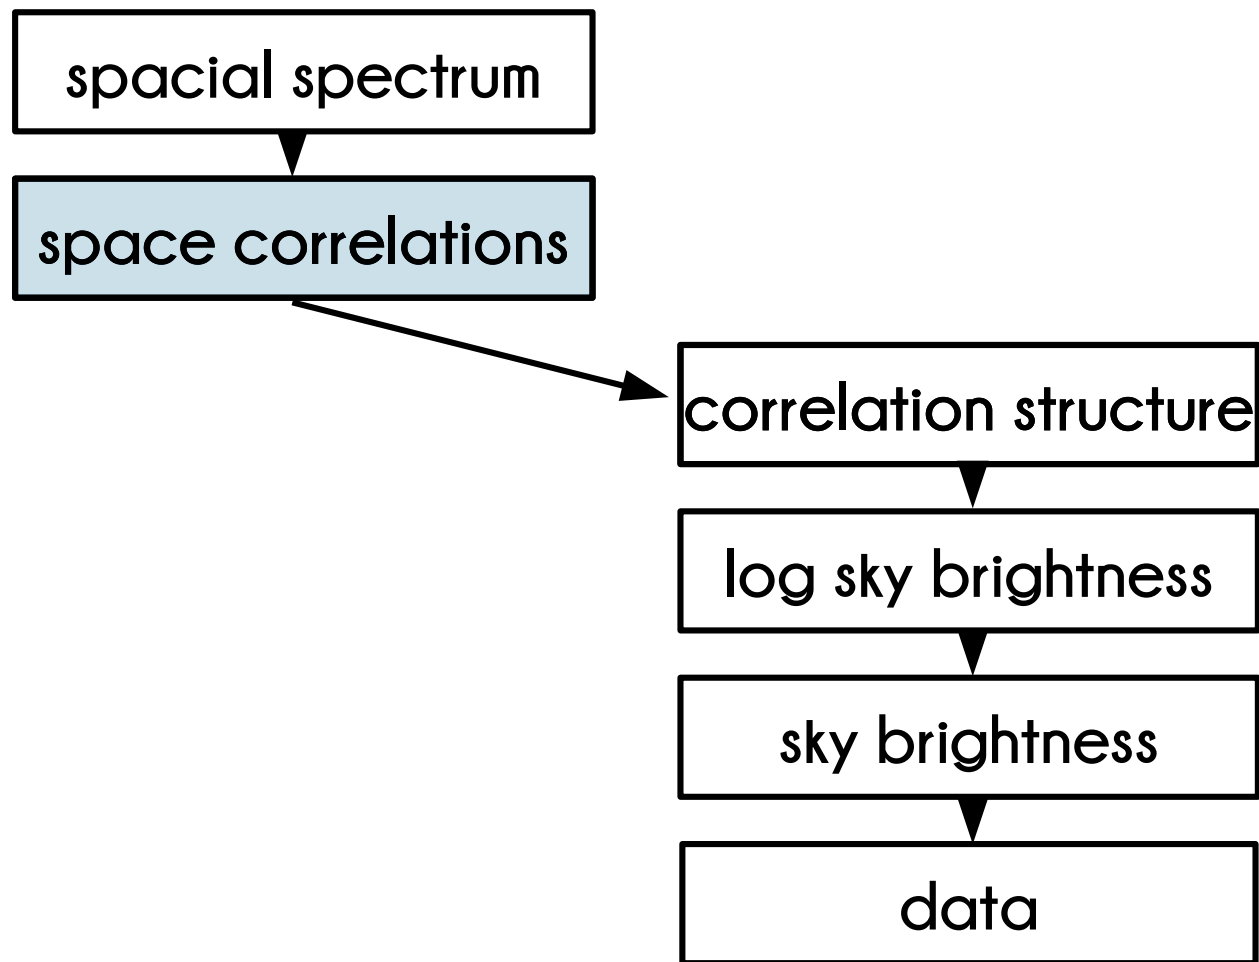 spacial spectrum
space correlations
correlation structure
log sky brightness
sky brightness
data